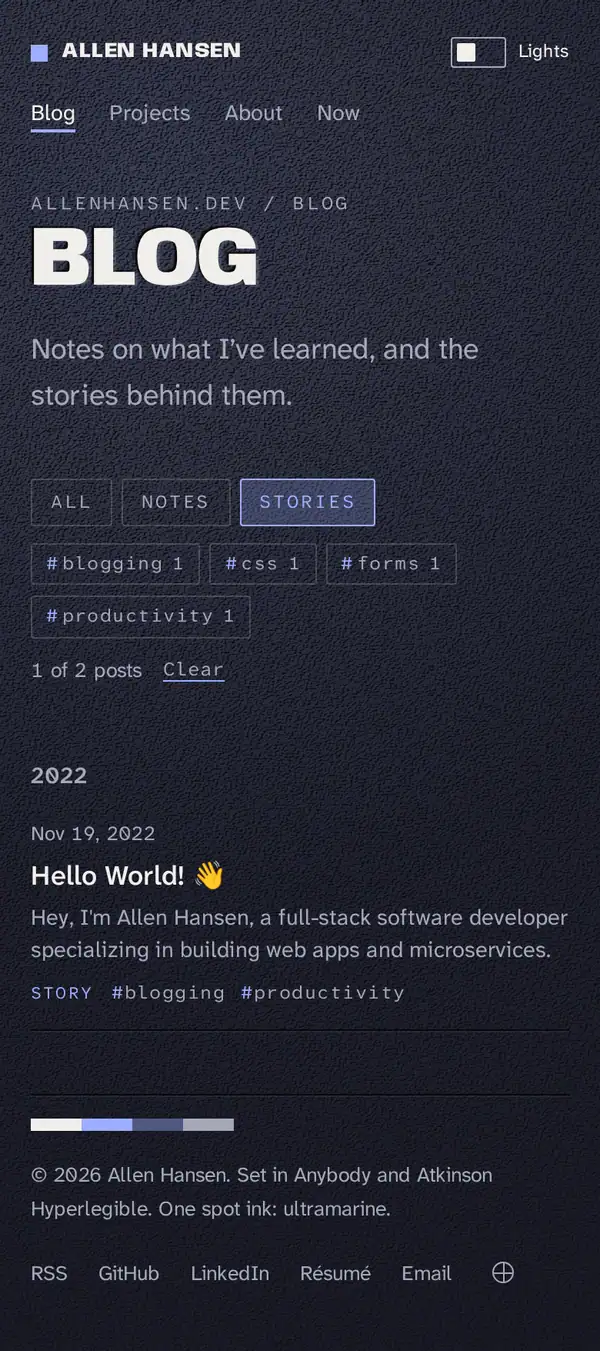 ALLEN HANSEN
Lights
Blog Projects About Now
ALLENHANSEN.DEV / BLOG
BLOG
Notes on what I’ve learned, and the
stories behind them.
ALL NOTES STORIES
#blogging 1 #css 1 #forms 1
#productivity 1
1 of 2 posts Clear
2022
Nov 19, 2022
Hello World! 👋
Hey, I'm Allen Hansen, a full-stack software developer
specializing in building web apps and microservices.
STORY #blogging #productivity
© 2026 Allen Hansen. Set in Anybody and Atkinson
Hyperlegible. One spot ink: ultramarine.
RSS GitHub LinkedIn Résumé Email